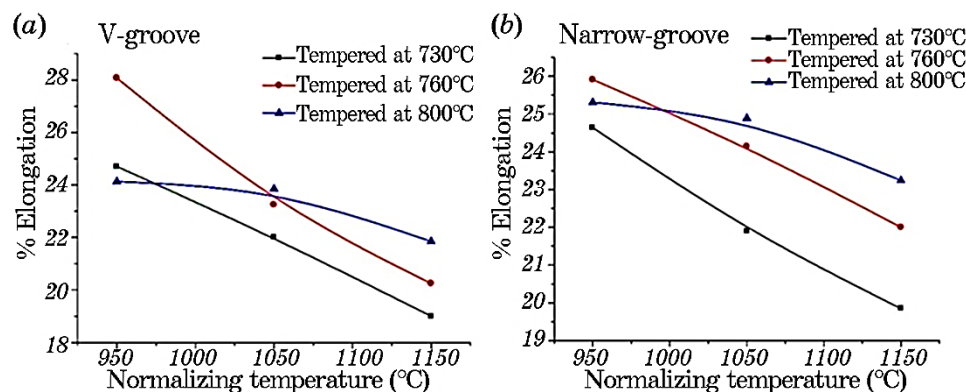 (a) V-groove
Tempered at 730°C
Tempered at 760°C
Tempered at 800°C
% Elongation
28
26
24
22
20
18
950 1000 1050 1100 1150
Normalizing temperature (°C)
(b) Narrow-groove
Tempered at 730°C
Tempered at 760°C
Tempered at 800°C
% Elongation
26
25
24
23
22
21
20
19
950 1000 1050 1100 1150
Normalizing temperature (°C)